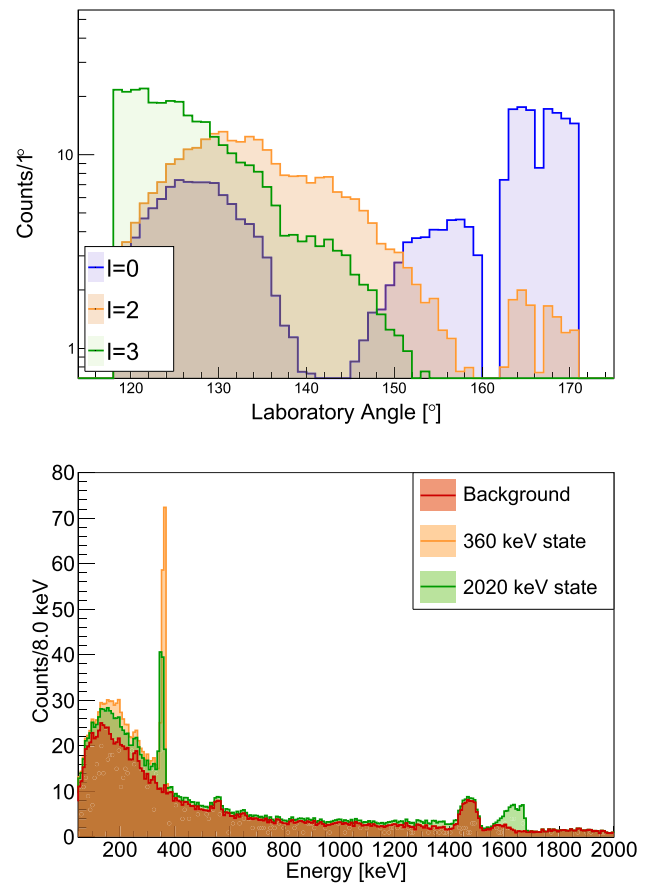 Counts/1°
10
1
l=0
l=2
l=3
120 130 140 150 160 170
Laboratory Angle [°]
Counts/8.0 keV
80
70
60
50
40
30
20
10
0
Background
360 keV state
2020 keV state
200 400 600 800 1000 1200 1400 1600 1800 2000
Energy [keV]